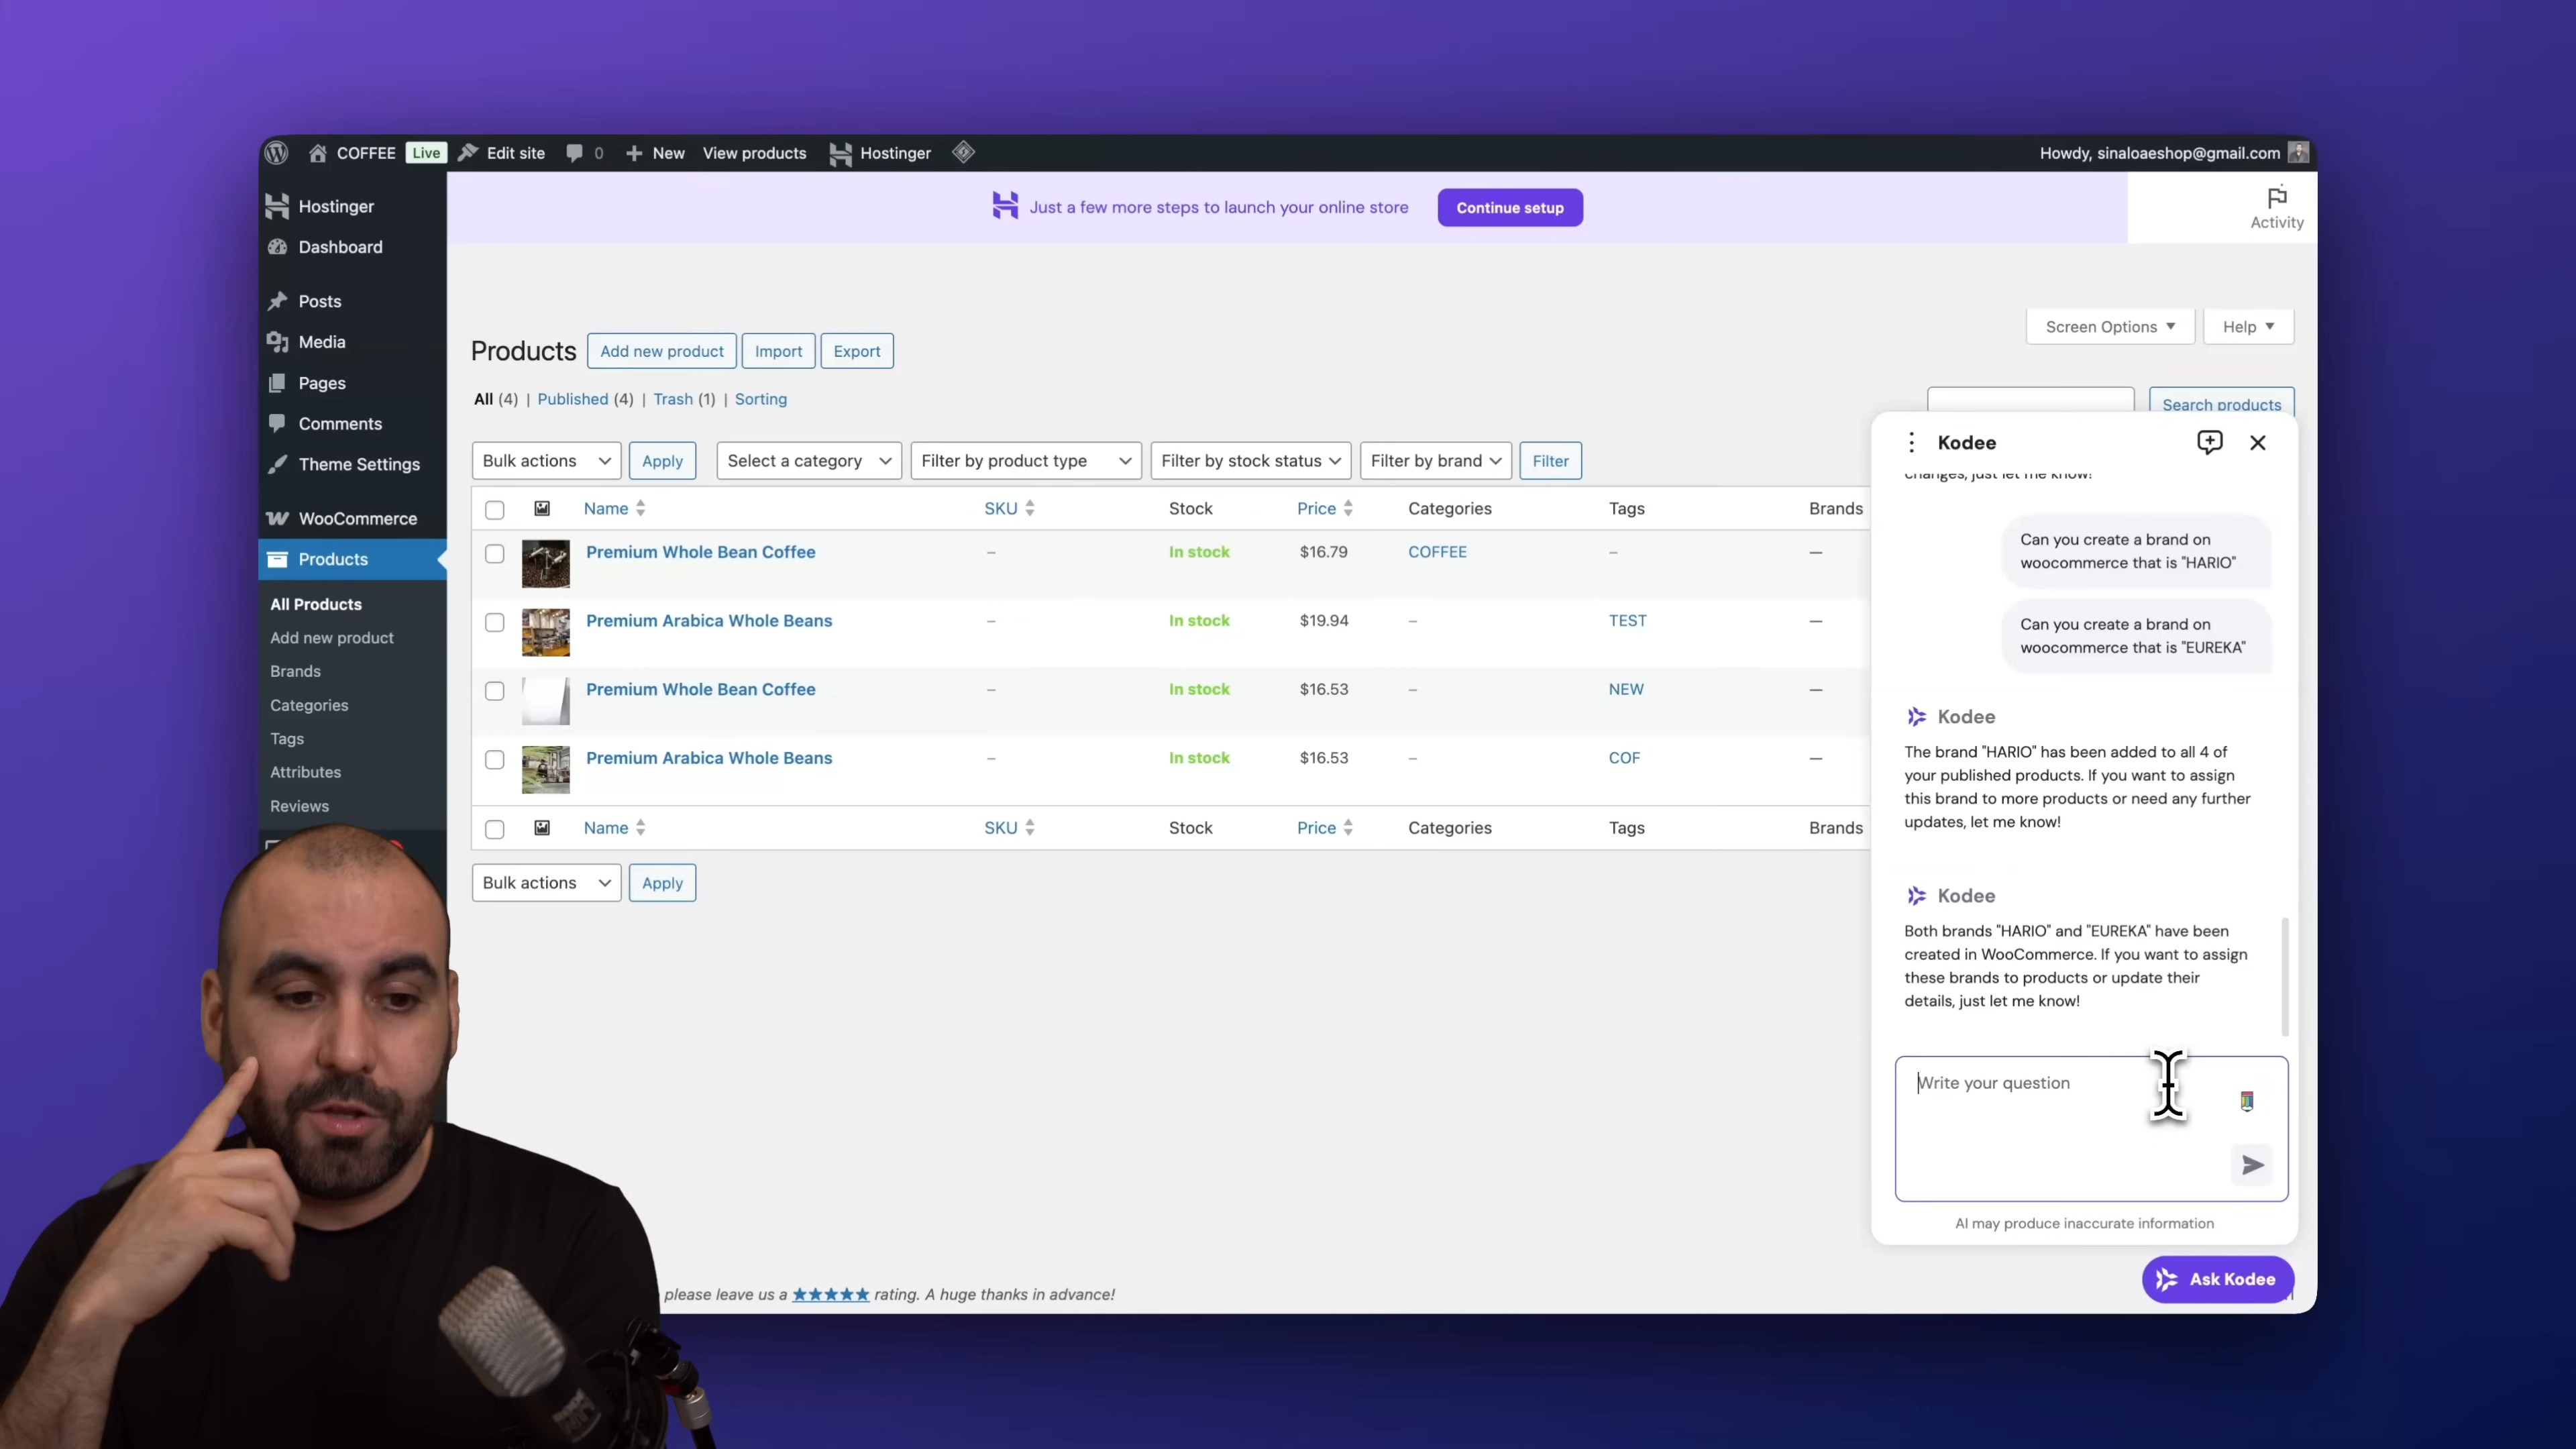 COFFEE Live Edit site 0 New View products Hostinger
Howdy, sinaloaeshop@gmail.com
Hostinger
Dashboard
Posts
Media
Pages
Comments
Theme Settings
WooCommerce
Products
All Products
Add new product
Brands
Categories
Tags
Attributes
Reviews
Just a few more steps to launch your online store
Continue setup
Activity
Screen Options
Help
Products
Add new product
Import
Export
All (4) | Published (4) | Trash (1) | Sorting
Search products
Bulk actions
Apply
Select a category
Filter by product type
Filter by stock status
Filter by brand
Filter
Name SKU Stock Price Categories Tags Brands
Premium Whole Bean Coffee – In stock $16.79 COFFEE – —
Premium Arabica Whole Beans – In stock $19.94 – TEST —
Premium Whole Bean Coffee – In stock $16.53 – NEW —
Premium Arabica Whole Beans – In stock $16.53 – COF —
Name SKU Stock Price Categories Tags Brands
Bulk actions
Apply
please leave us a ★★★★★ rating. A huge thanks in advance!
Kodee
changes, just let me know!
Can you create a brand on
woocommerce that is "HARIO"
Can you create a brand on
woocommerce that is "EUREKA"
Kodee
The brand "HARIO" has been added to all 4 of
your published products. If you want to assign
this brand to more products or need any further
updates, let me know!
Kodee
Both brands "HARIO" and "EUREKA" have been
created in WooCommerce. If you want to assign
these brands to products or update their
details, just let me know!
Write your question
AI may produce inaccurate information
Ask Kodee